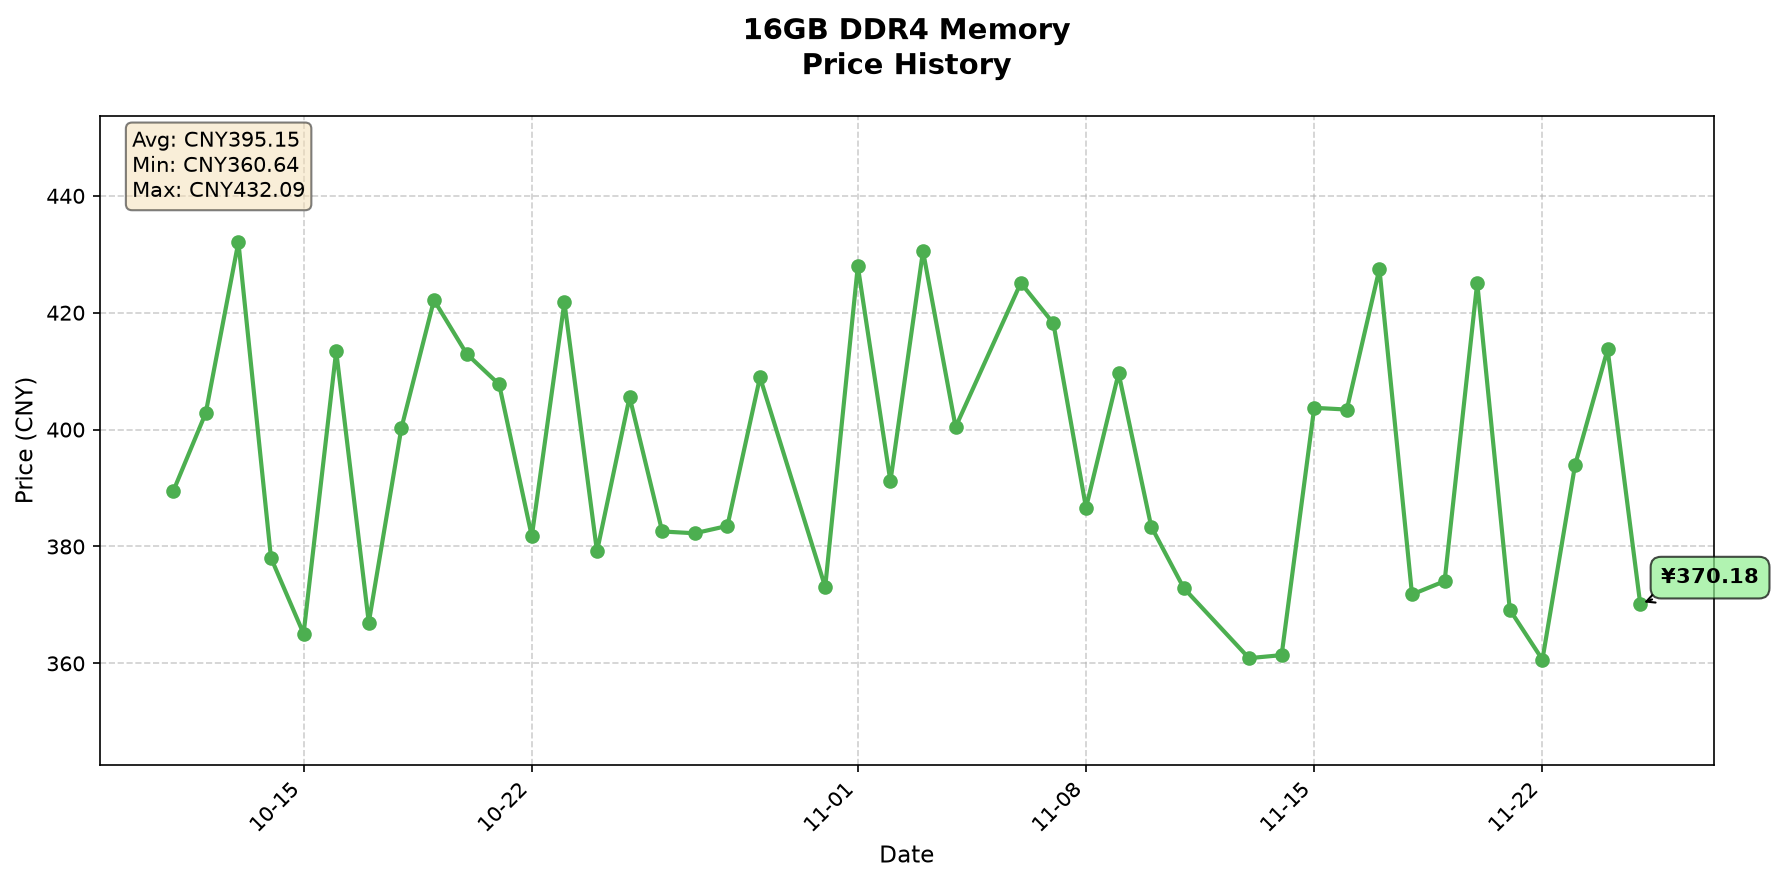 16GB DDR4 Memory
Price History
Avg: CNY395.15
Min: CNY360.64
Max: CNY432.09
Price (CNY)
440
420
400
380
360
¥370.18
10-15
10-22
11-01
11-08
11-15
11-22
Date